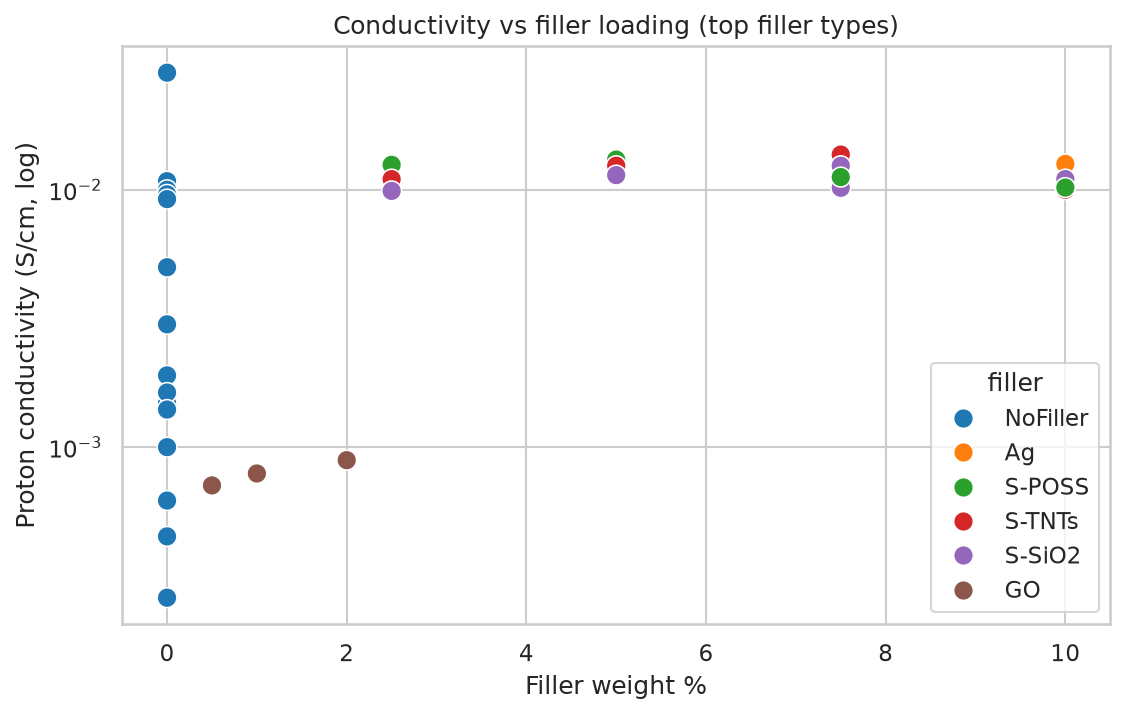 Conductivity vs filler loading (top filler types)
Proton conductivity (S/cm, log)
10⁻²
10⁻³
0
2
4
6
8
10
Filler weight %
filler
NoFiller
Ag
S-POSS
S-TNTs
S-SiO2
GO